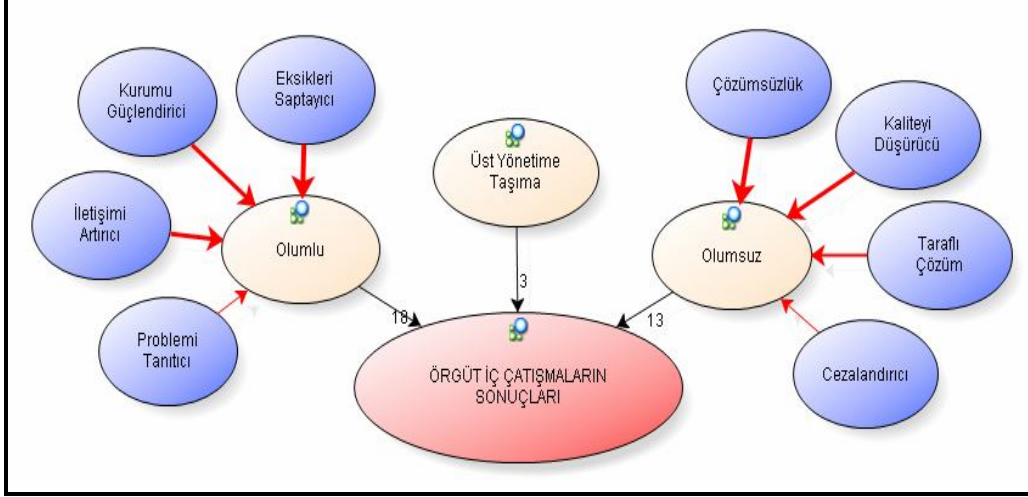 Kurumu
Güçlendirici
Eksikleri
Saptayıcı
İletişimi
Artırıcı
Problemi
Tanıtıcı
Olumlu
18
Üst Yönetime
Taşıma
3
Çözümsüzlük
Kaliteyi
Düşürücü
Taraflı
Çözüm
Cezalandırıcı
Olumsuz
13
ÖRGÜT İÇ ÇATIŞMALARIN
SONUÇLARI